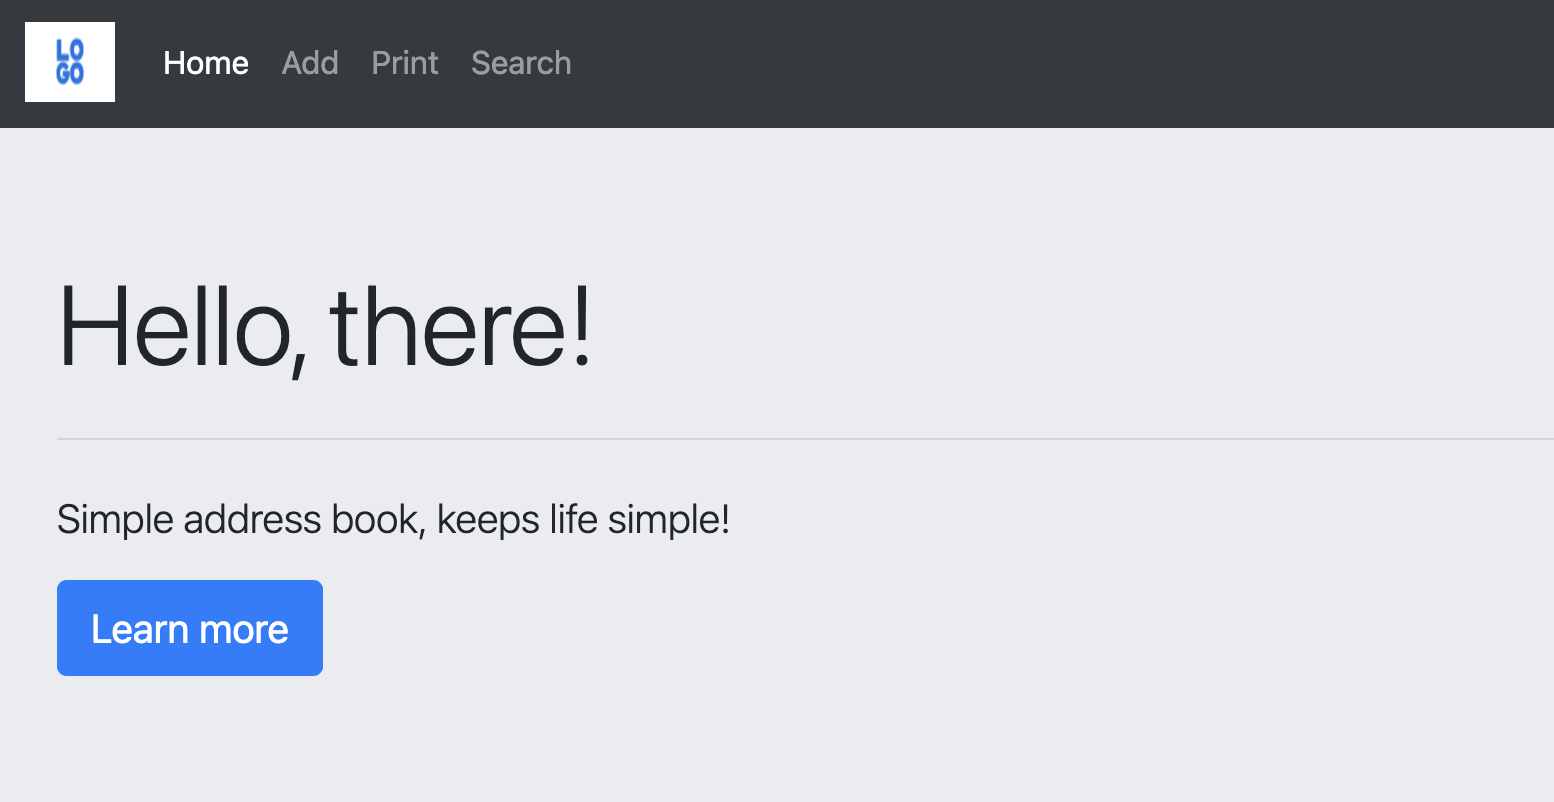 LO
GO
Home Add Print Search
Hello, there!
Simple address book, keeps life simple!
Learn more